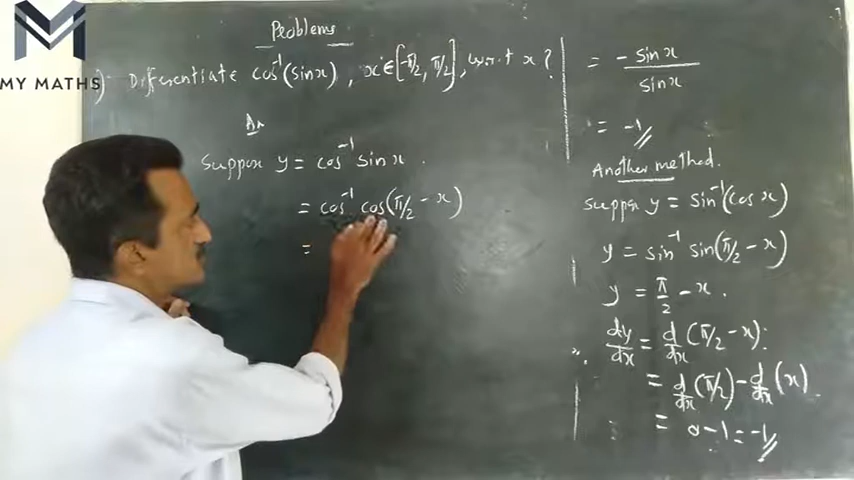 MY MATHS
Problems
1) Differentiate cos⁻¹(sinx), x∈[-π/2, π/2], w.r.t x?
Suppose y = cos⁻¹ sinx.
= cos⁻¹ cos(π/2 - x)
=
= -sinx / sinx
= -1
Another method.
Suppose y = sin⁻¹(cos x)
y = sin⁻¹ sin(π/2 - x)
y = π/2 - x.
∴ dy/dx = d/dx (π/2 - x).
= d/dx (π/2) - d/dx (x).
= 0 - 1 = -1